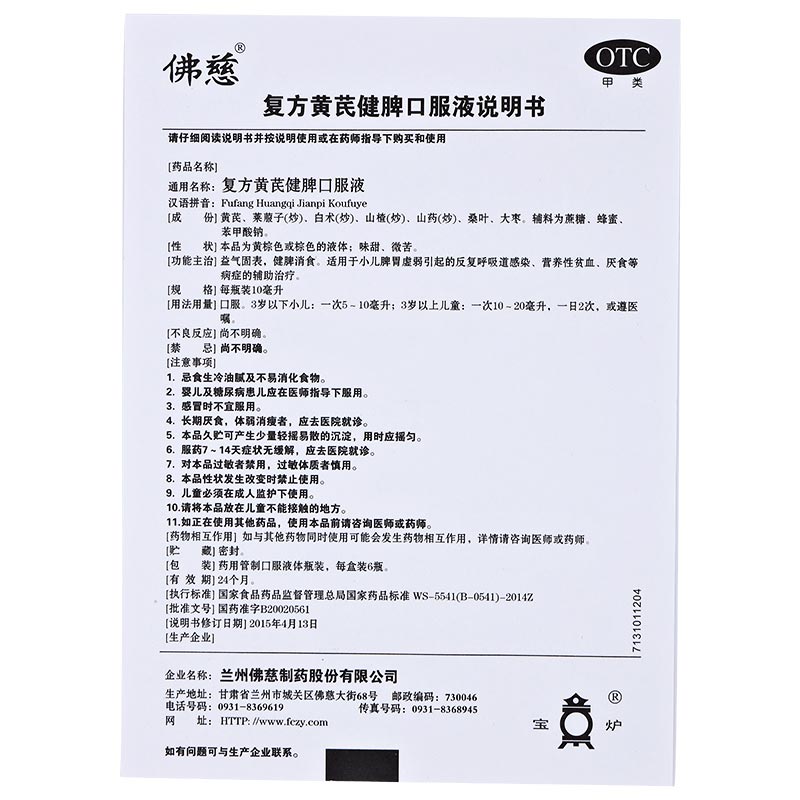 佛慈®
OTC
甲类
复方黄芪健脾口服液说明书
请仔细阅读说明书并按说明使用或在药师指导下购买和使用
[药品名称]
通用名称：复方黄芪健脾口服液
汉语拼音：Fufang Huangqi Jianpi Koufuye
[成　份] 黄芪、莱菔子(炒)、白术(炒)、山楂(炒)、山药(炒)、桑叶、大枣。辅料为蔗糖、蜂蜜、
苯甲酸钠。
[性　状] 本品为黄棕色或棕色的液体；味甜、微苦。
[功能主治] 益气固表，健脾消食。适用于小儿脾胃虚弱引起的反复呼吸道感染、营养性贫血、厌食等
病症的辅助治疗。
[规　格] 每瓶装10毫升
[用法用量] 口服。3岁以下小儿：一次5~10毫升；3岁以上儿童：一次10~20毫升，一日2次，或遵医
嘱。
[不良反应] 尚不明确。
[禁　忌] 尚不明确。
[注意事项]
1. 忌食生冷油腻及不易消化食物。
2. 婴儿及糖尿病患儿应在医师指导下服用。
3. 感冒时不宜服用。
4. 长期厌食，体弱消瘦者，应去医院就诊。
5. 本品久贮可产生少量轻摇易散的沉淀，用时应摇匀。
6. 服药7~14天症状无缓解，应去医院就诊。
7. 对本品过敏者禁用，过敏体质者慎用。
8. 本品性状发生改变时禁止使用。
9. 儿童必须在成人监护下使用。
10.请将本品放在儿童不能接触的地方。
11.如正在使用其他药品，使用本品前请咨询医师或药师。
[药物相互作用] 如与其他药物同时使用可能会发生药物相互作用，详情请咨询医师或药师。
[贮　藏] 密封。
[包　装] 药用管制口服液体瓶装，每盒装6瓶。
[有 效 期] 24个月。
[执行标准] 国家食品药品监督管理总局国家药品标准 WS-5541(B-0541)-2014Z
[批准文号] 国药准字B20020561
[说明书修订日期] 2015年4月13日
[生产企业]
7131011204
企业名称：兰州佛慈制药股份有限公司
生产地址：甘肃省兰州市城关区佛慈大街68号　邮政编码：730046
电话号码：0931-8369619　传真号码：0931-8368945
网　址：HTTP://www.fczy.com
宝炉®
如有问题可与生产企业联系。